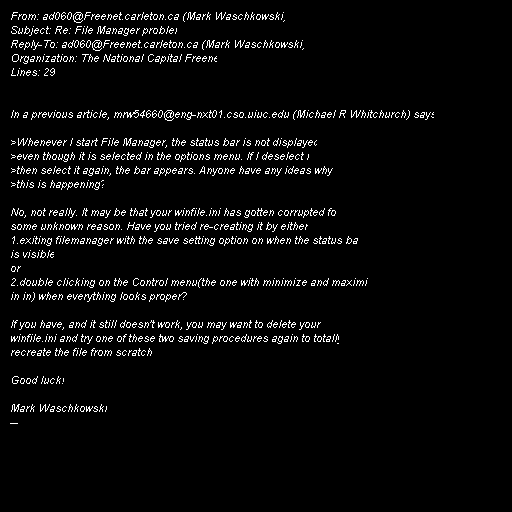 From: ad060@Freenet.carleton.ca (Mark Waschkowski)
Subject: Re: File Manager problem
Reply-To: ad060@Freenet.carleton.ca (Mark Waschkowski)
Organization: The National Capital Freenet
Lines: 29
In a previous article, mrw54660@eng-nxt01.cso.uiuc.edu (Michael R Whitchurch) says:
>Whenever I start File Manager, the status bar is not displayed
>even though it is selected in the options menu. If I deselect it
>then select it again, the bar appears. Anyone have any ideas why
>this is happening?
No, not really. It may be that your winfile.ini has gotten corrupted for
some unknown reason. Have you tried re-creating it by either
1.exiting filemanager with the save setting option on when the status bar
is visible
or
2.double clicking on the Control menu(the one with minimize and maximi
in in) when everything looks proper?
If you have, and it still doesn't work, you may want to delete your
winfile.ini and try one of these two saving procedures again to totally
recreate the file from scratch
Good luck!
Mark Waschkowski
--